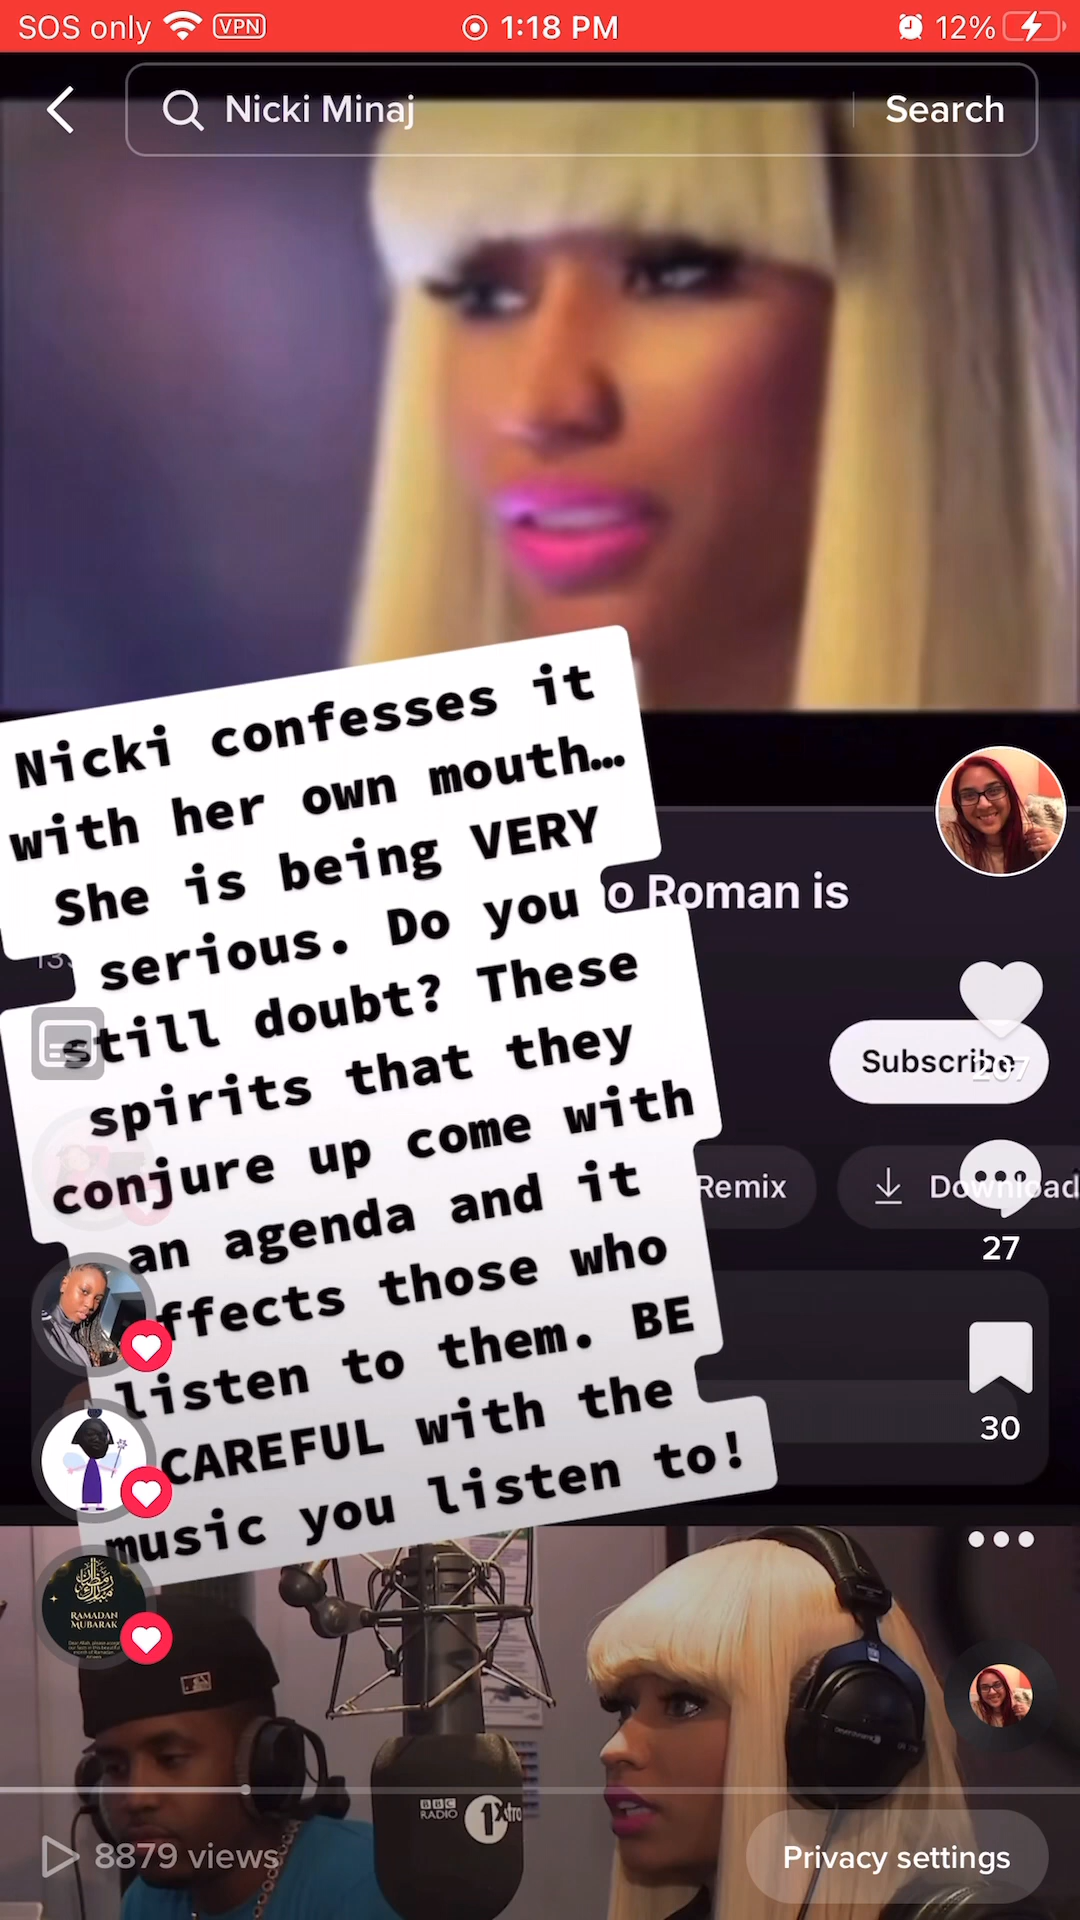 SOS only VPN 1:18 PM 12%
Nicki Minaj Search
Nicki confesses it
with her own mouth...
She is being VERY
serious. Do you
still doubt? These
spirits that they
conjure up come with
an agenda and it
ffects those who
listen to them. BE
CAREFUL with the
music you listen to!
o Roman is
Subscribe
207
Remix
Download
27
30
RAMADAN
MUBARAK
BBC
RADIO
1Xtra
8879 views
Privacy settings